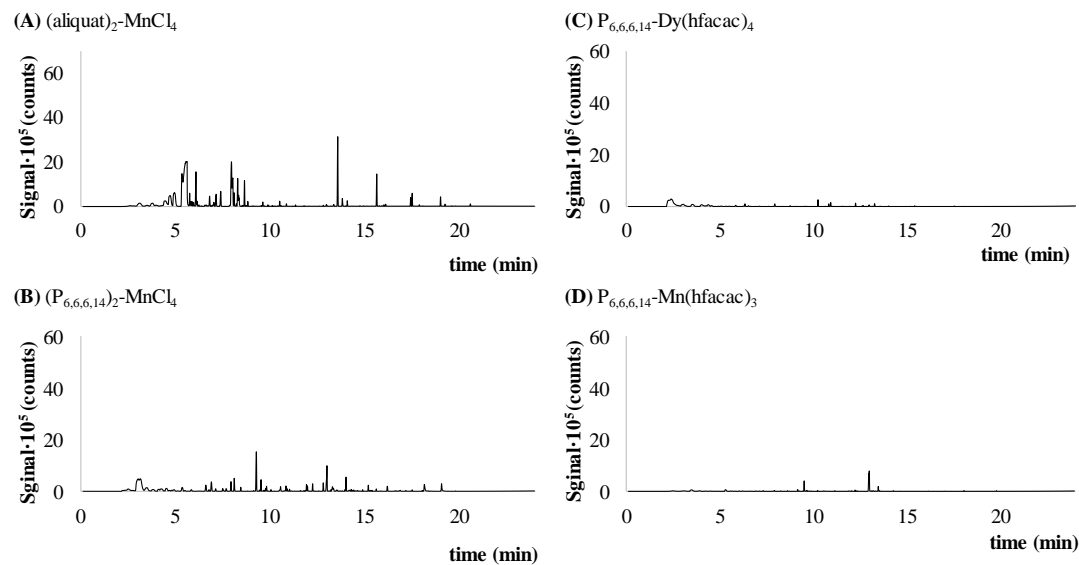 (A) (aliquat)₂-MnCl₄
Signal·10⁵ (counts)
60
40
20
0
0 5 10 15 20
time (min)
(B) (P₆,₆,₆,₁₄)₂-MnCl₄
Sginal·10⁵ (counts)
60
40
20
0
0 5 10 15 20
time (min)
(C) P₆,₆,₆,₁₄-Dy(hfacac)₄
Sginal·10⁵ (counts)
60
40
20
0
0 5 10 15 20
time (min)
(D) P₆,₆,₆,₁₄-Mn(hfacac)₃
Sginal·10⁵ (counts)
60
40
20
0
0 5 10 15 20
time (min)